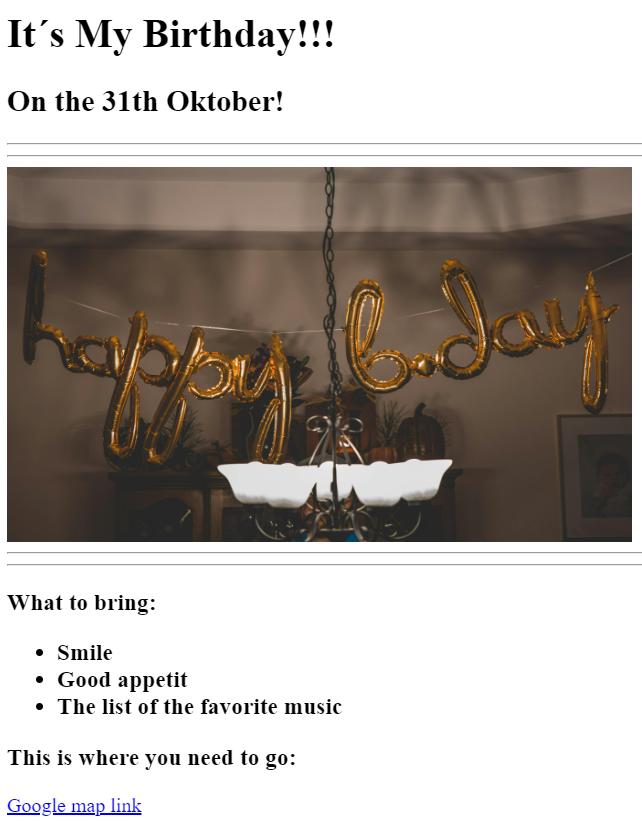 It´s My Birthday!!!
On the 31th Oktober!
happy b•day
What to bring:
• Smile
• Good appetit
• The list of the favorite music
This is where you need to go:
Google map link